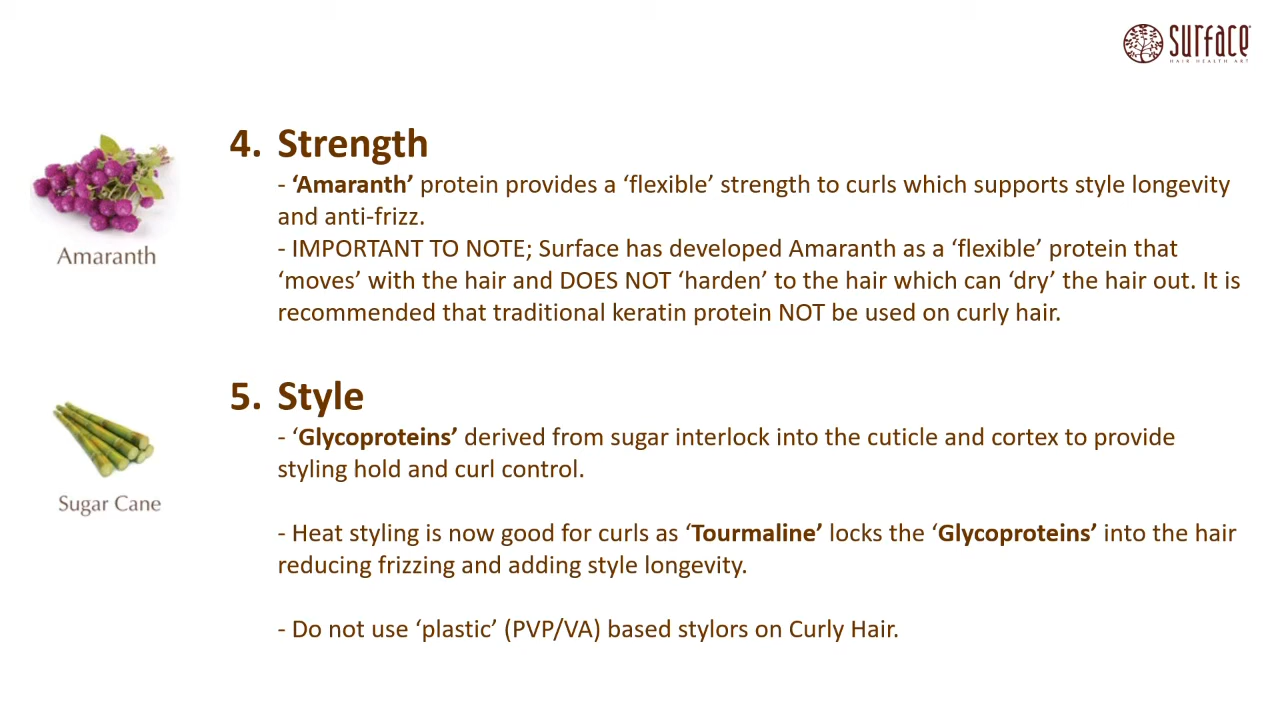 surface
HAIR HEALTH ART
4. Strength
- ‘Amaranth’ protein provides a ‘flexible’ strength to curls which supports style longevity
and anti-frizz.
Amaranth
- IMPORTANT TO NOTE; Surface has developed Amaranth as a ‘flexible’ protein that
‘moves’ with the hair and DOES NOT ‘harden’ to the hair which can ‘dry’ the hair out. It is
recommended that traditional keratin protein NOT be used on curly hair.
5. Style
- ‘Glycoproteins’ derived from sugar interlock into the cuticle and cortex to provide
styling hold and curl control.
Sugar Cane
- Heat styling is now good for curls as ‘Tourmaline’ locks the ‘Glycoproteins’ into the hair
reducing frizzing and adding style longevity.
- Do not use ‘plastic’ (PVP/VA) based stylors on Curly Hair.